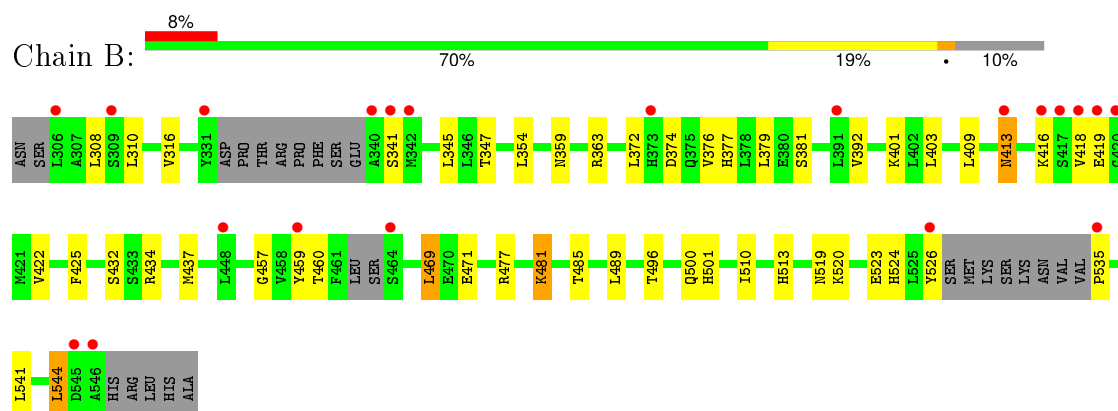 8%
Chain B:
70% 19% • 10%
ASN SER L306 A307 L308 S309 L310 V316 Y331 ASP PRO THR ARG PRO PHE SER GLU A340 S341 M342 L345 L346 T347 L354 N359 R363 L372 H373 D374 Q375 V376 H377 L378 L379 E380 S381 L391 V392 K401 L402 L403 L409 N413 K416 S417 V418 E419
M421 V422 F425 S432 S433 R434 M437 L448 G457 V458 Y459 T460 F461 LEU SER S464 L469 E470 E471 R477 K481 T485 L489 T496 Q500 H501 I510 H513 N519 K520 E523 H524 L525 Y526 SER MET LYS SER LYS ASN VAL VAL P535
L541 L544 D545 A546 HIS ARG LEU HIS ALA